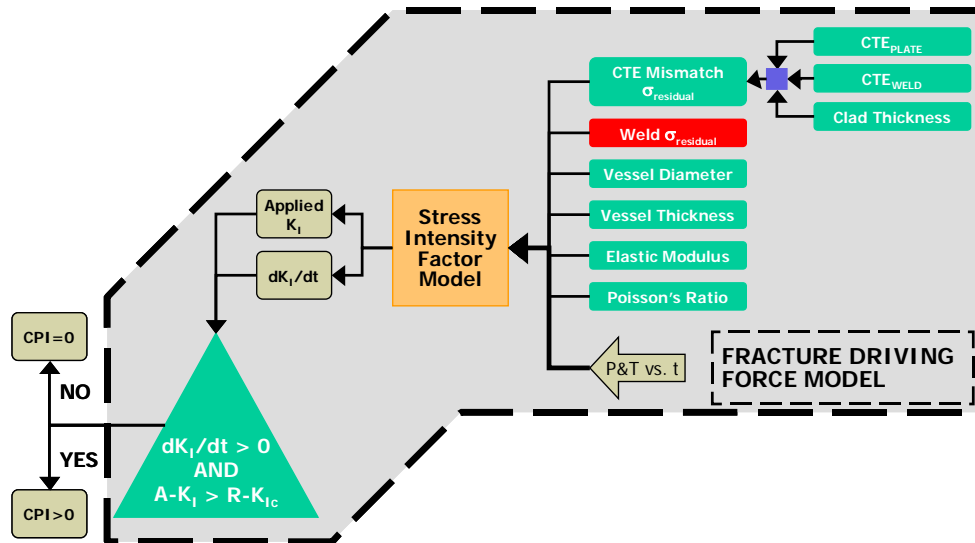 CTE_PLATE
CTE_WELD
Clad Thickness
CTE Mismatch
σ_residual
Weld σ_residual
Vessel Diameter
Vessel Thickness
Elastic Modulus
Poisson's Ratio
P&T vs. t
FRACTURE DRIVING
FORCE MODEL
Stress
Intensity
Factor
Model
Applied
K_I
dK_I/dt
dK_I/dt > 0
AND
A-K_I > R-K_Ic
CPI=0
NO
YES
CPI>0